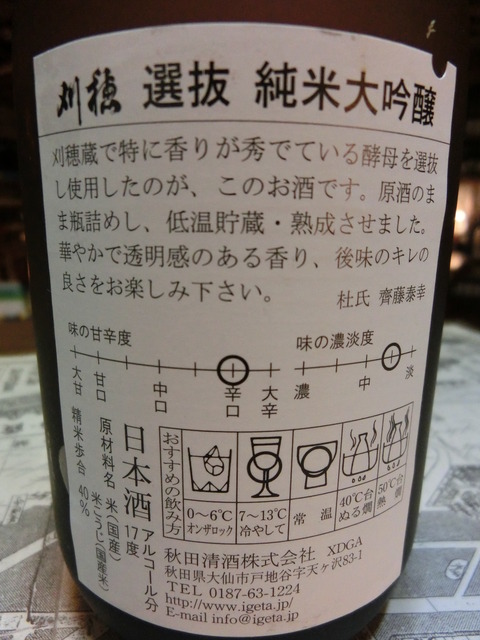 刈穂 選抜 純米大吟醸
刈穂蔵で特に香りが秀でている酵母を選抜
し使用したのが、このお酒です。原酒のま
ま瓶詰めし、低温貯蔵・熟成させました。
華やかで透明感のある香り、後味のキレの
良さをお楽しみ下さい。
杜氏 齊藤泰幸
味の甘辛度
大甘
甘口
中口
辛口
大辛
味の濃淡度
濃
中
淡
日本酒 アルコール分
17度
原材料名 米(国産)
米こうじ(国産米)
精米歩合 40%
おすすめの飲み方
0〜6℃
オンザロック
7〜13℃
冷やして
常温
40℃台
ぬる燗
50℃台
熱燗
秋田清酒株式会社 XDGA
秋田県大仙市戸地谷字天ヶ沢83-1
TEL 0187-63-1224
http://www.igeta.jp/
E-mail info@igeta.jp